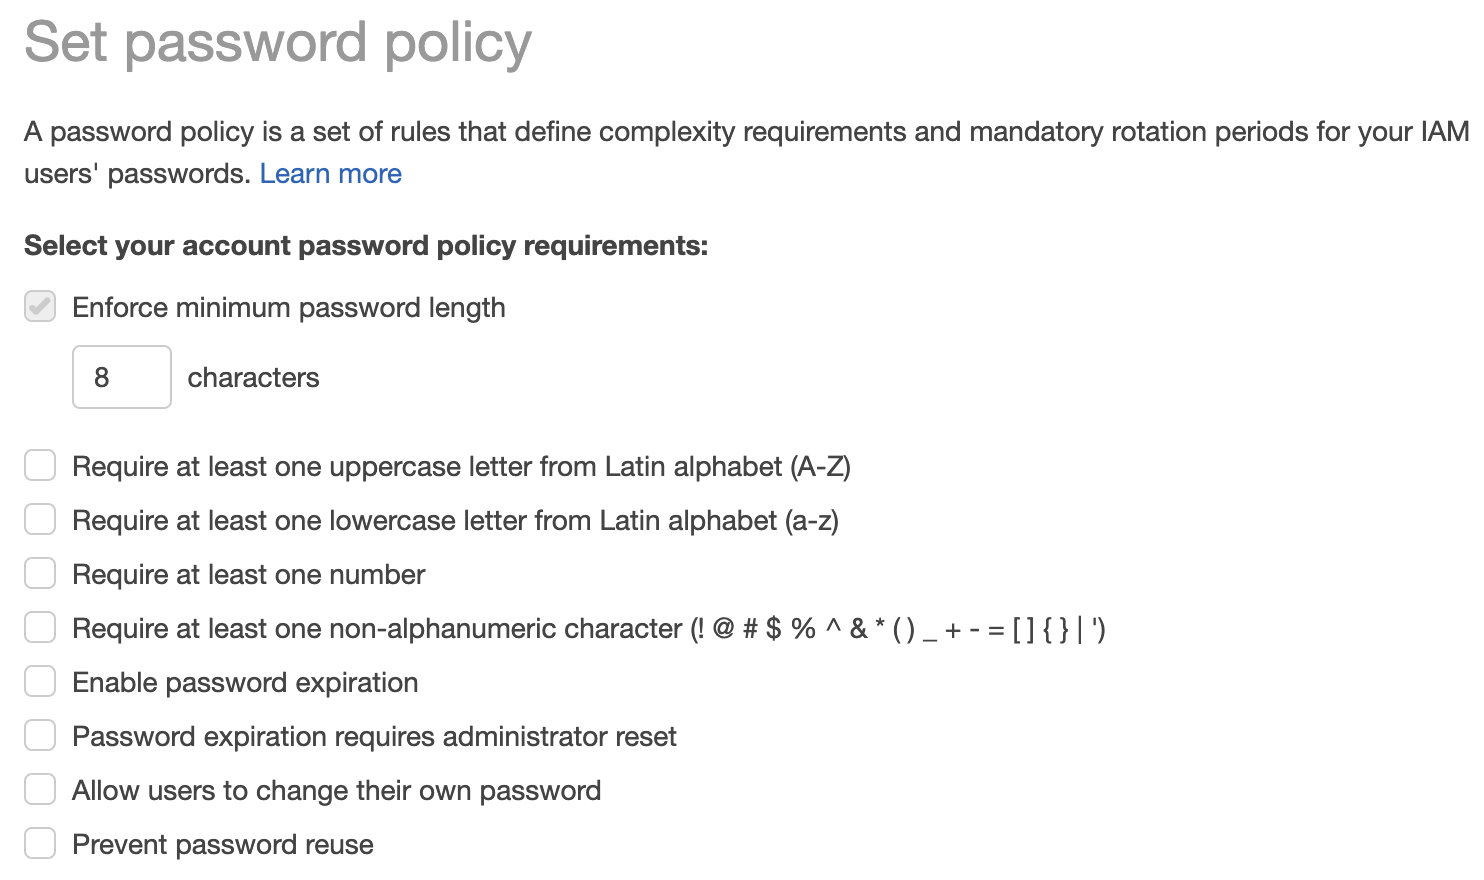 Set password policy
A password policy is a set of rules that define complexity requirements and mandatory rotation periods for your IAM
users' passwords. Learn more
Select your account password policy requirements:
Enforce minimum password length
8 characters
Require at least one uppercase letter from Latin alphabet (A-Z)
Require at least one lowercase letter from Latin alphabet (a-z)
Require at least one number
Require at least one non-alphanumeric character (! @ # $ % ^ & * ( ) _ + - = [ ] { } | ')
Enable password expiration
Password expiration requires administrator reset
Allow users to change their own password
Prevent password reuse